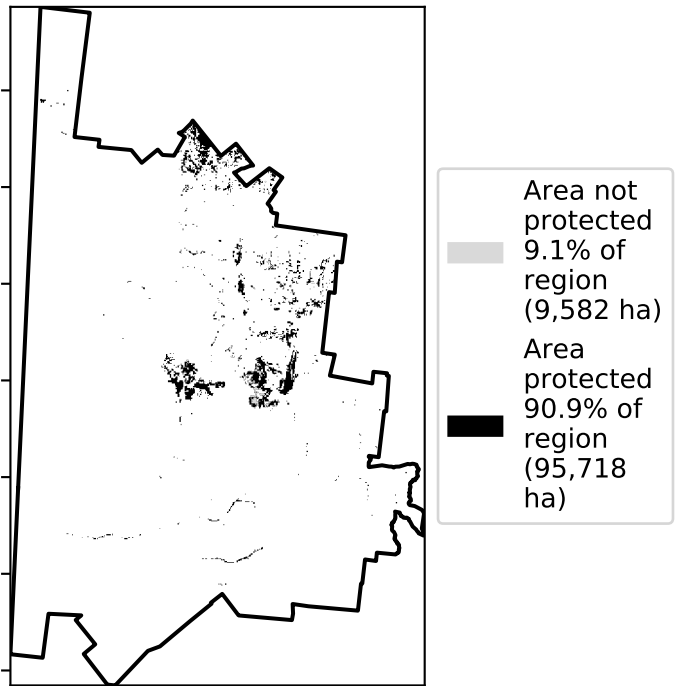 Area not
protected
9.1% of
region
(9,582 ha)
Area
protected
90.9% of
region
(95,718
ha)